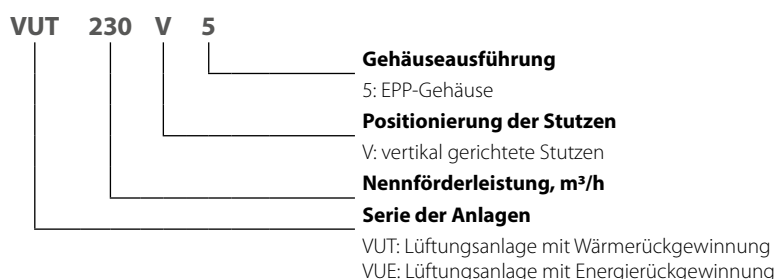 VUT 230 V 5
Gehäuseausführung
5: EPP-Gehäuse
Positionierung der Stutzen
V: vertikal gerichtete Stutzen
Nennförderleistung, m³/h
Serie der Anlagen
VUT: Lüftungsanlage mit Wärmerückgewinnung
VUE: Lüftungsanlage mit Energierückgewinnung